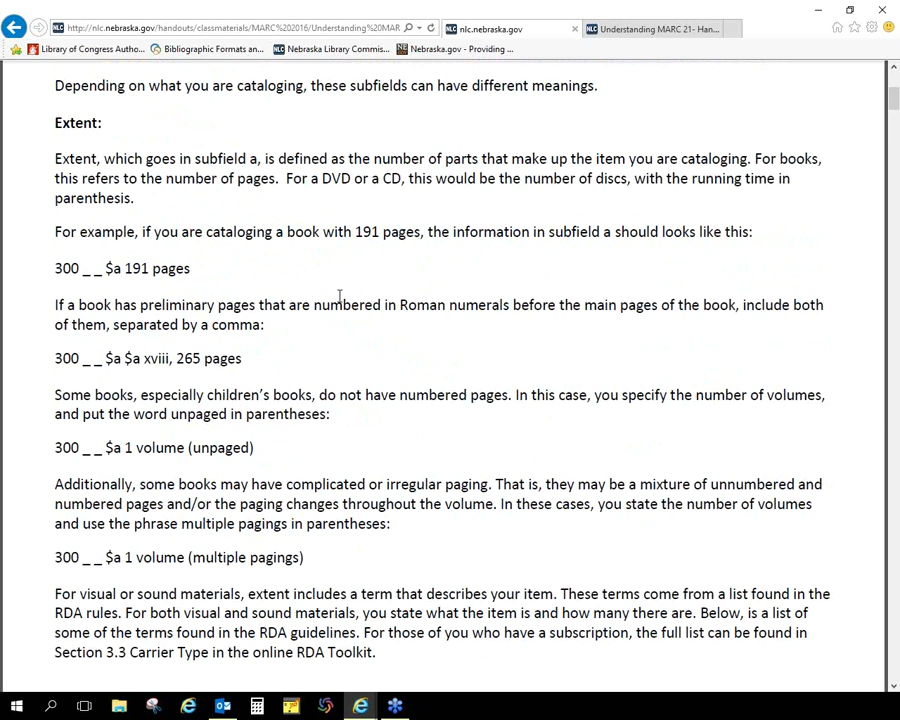 http://nlc.nebraska.gov/handouts/classmaterials/MARC%202016/Understanding%20MAR
nlc.nebraska.gov
Understanding MARC 21- Han...
Library of Congress Autho...
Bibliographic Formats an...
Nebraska Library Commis...
Nebraska.gov - Providing ...
Depending on what you are cataloging, these subfields can have different meanings.
Extent:
Extent, which goes in subfield a, is defined as the number of parts that make up the item you are cataloging. For books,
this refers to the number of pages.  For a DVD or a CD, this would be the number of discs, with the running time in
parenthesis.
For example, if you are cataloging a book with 191 pages, the information in subfield a should looks like this:
300 _ _ $a 191 pages
If a book has preliminary pages that are numbered in Roman numerals before the main pages of the book, include both
of them, separated by a comma:
300 _ _ $a $a xviii, 265 pages
Some books, especially children's books, do not have numbered pages. In this case, you specify the number of volumes,
and put the word unpaged in parentheses:
300 _ _ $a 1 volume (unpaged)
Additionally, some books may have complicated or irregular paging. That is, they may be a mixture of unnumbered and
numbered pages and/or the paging changes throughout the volume. In these cases, you state the number of volumes
and use the phrase multiple pagings in parentheses:
300 _ _ $a 1 volume (multiple pagings)
For visual or sound materials, extent includes a term that describes your item. These terms come from a list found in the
RDA rules. For both visual and sound materials, you state what the item is and how many there are. Below, is a list of
some of the terms found in the RDA guidelines. For those of you who have a subscription, the full list can be found in
Section 3.3 Carrier Type in the online RDA Toolkit.